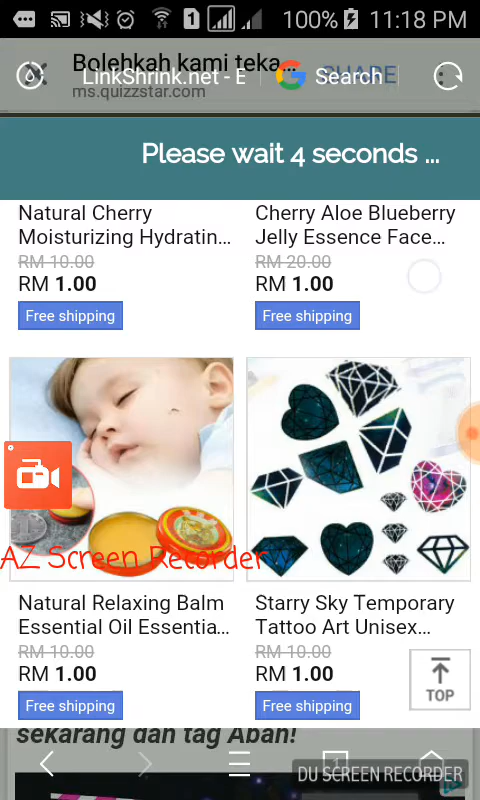 100% 11:18 PM
Bolehkah kami teka...
LinkShrink.net - E
Search
SHARE
ms.quizzstar.com
Please wait 4 seconds ...
Natural Cherry
Moisturizing Hydratin...
RM 10.00
RM 1.00
Free shipping
Cherry Aloe Blueberry
Jelly Essence Face...
RM 20.00
RM 1.00
Free shipping
AZ Screen Recorder
Natural Relaxing Balm
Essential Oil Essentia...
RM 10.00
RM 1.00
Free shipping
Starry Sky Temporary
Tattoo Art Unisex...
RM 10.00
RM 1.00
Free shipping
TOP
sekarang dan tag Abah!
DU SCREEN RECORDER